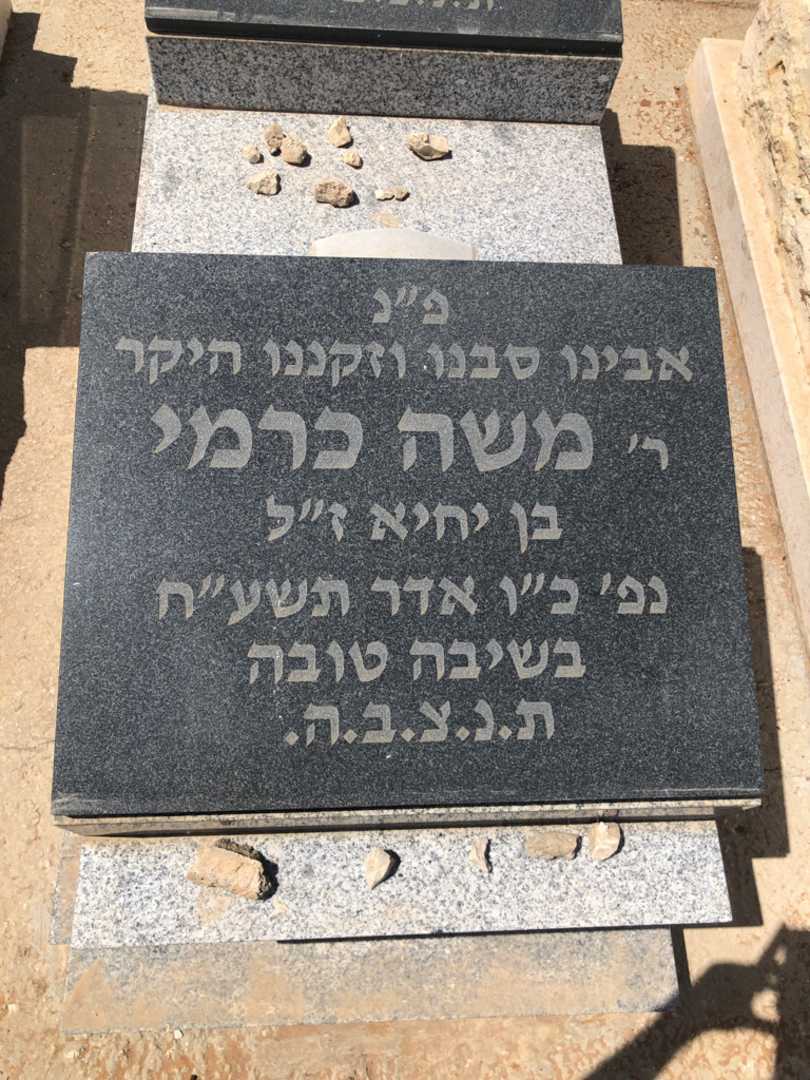 ת.נ.צ.ב.ה.
פ״נ
אבינו סבנו וזקננו היקר
ר׳ משה כרמי
בן יחיא ז״ל
נפ׳ כ״ו אדר תשע״ח
בשיבה טובה
ת.נ.צ.ב.ה.